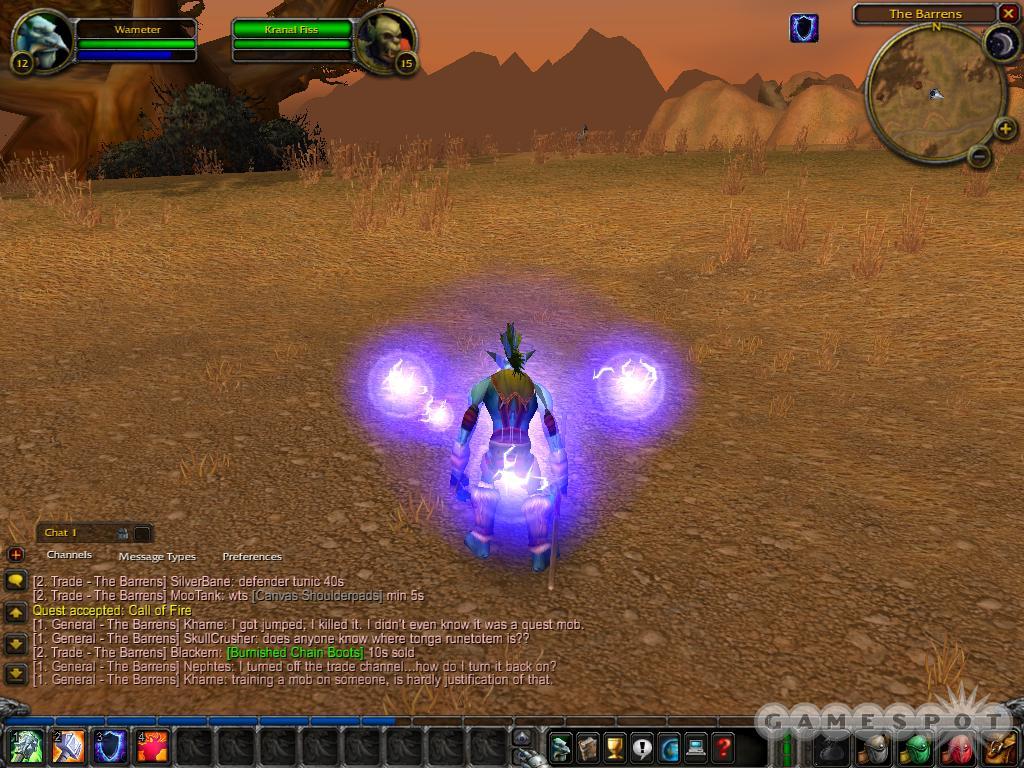 Wameter
12
Kranal Fiss
15
The Barrens
N
Chat 1
Channels Message Types Preferences
[2. Trade - The Barrens] SilverBane: defender tunic 40s
[2. Trade - The Barrens] MooTank: wts [Canvas Shoulderpads] min 5s
Quest accepted: Call of Fire
[1. General - The Barrens] Khame: I got jumped, I killed it. I didn't even know it was a quest mob.
[1. General - The Barrens] SkullCrusher: does anyone know where tonga runetotem is??
[2. Trade - The Barrens] Blackem: [Burnished Chain Boots] 10s sold
[1. General - The Barrens] Nephtes: I turned off the trade channel...how do I turn it back on?
[1. General - The Barrens] Khame: training a mob on someone, is hardly justification of that.
1 2 3 4
GAMESPOT